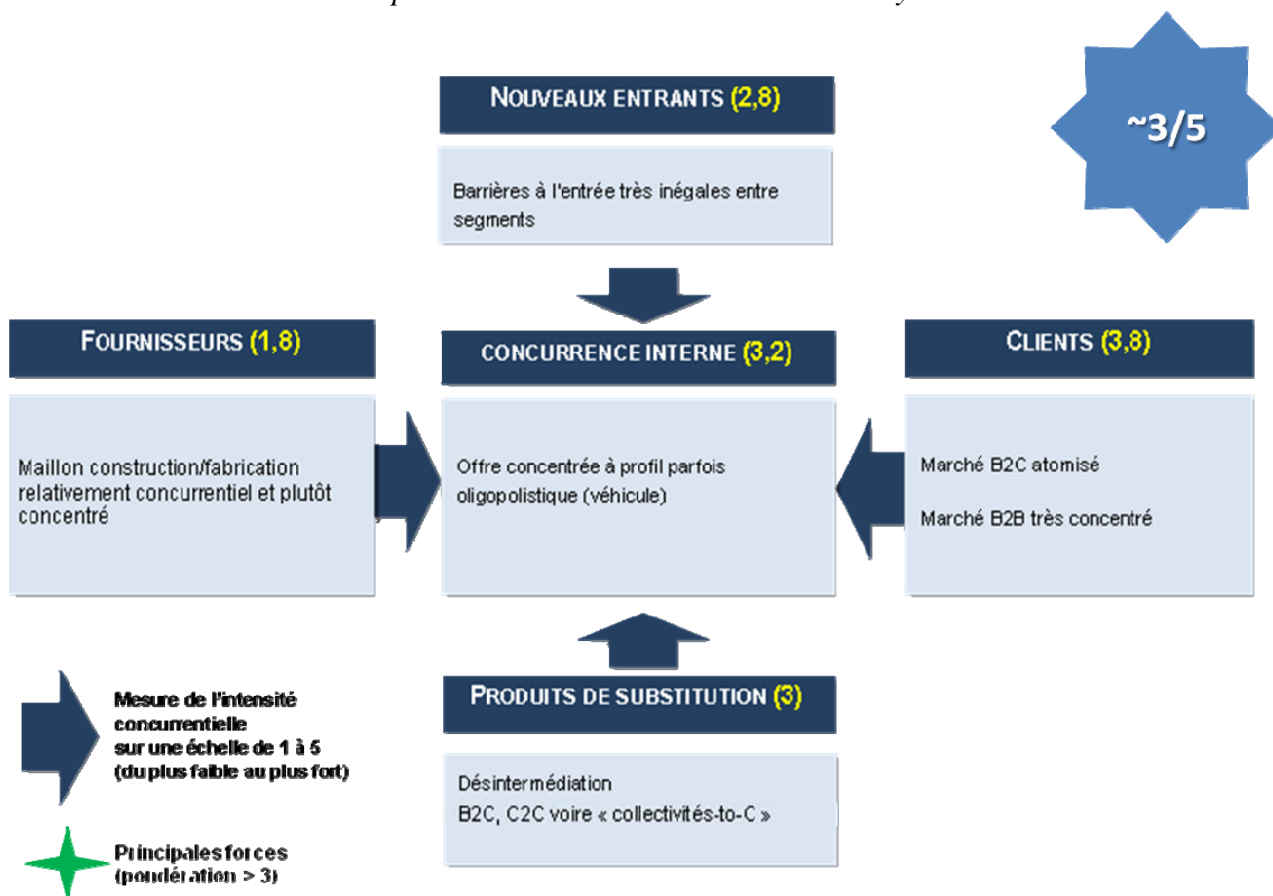 ~3/5
NOUVEAUX ENTRANTS (2,8)
Barrières à l'entrée très inégales entre
segments
FOURNISSEURS (1,8)
Maillon construction/fabrication
relativement concurrentiel et plutôt
concentré
CONCURRENCE INTERNE (3,2)
Offre concentrée à profil parfois
oligopolistique (véhicule)
CLIENTS (3,8)
Marché B2C atomisé
Marché B2B très concentré
PRODUITS DE SUBSTITUTION (3)
Désintermédiation
B2C, C2C voire « collectivités-to-C »
Mesure de l'intensité
concurrentielle
sur une échelle de 1 à 5
(du plus faible au plus fort)
Principales forces
(pondération > 3)